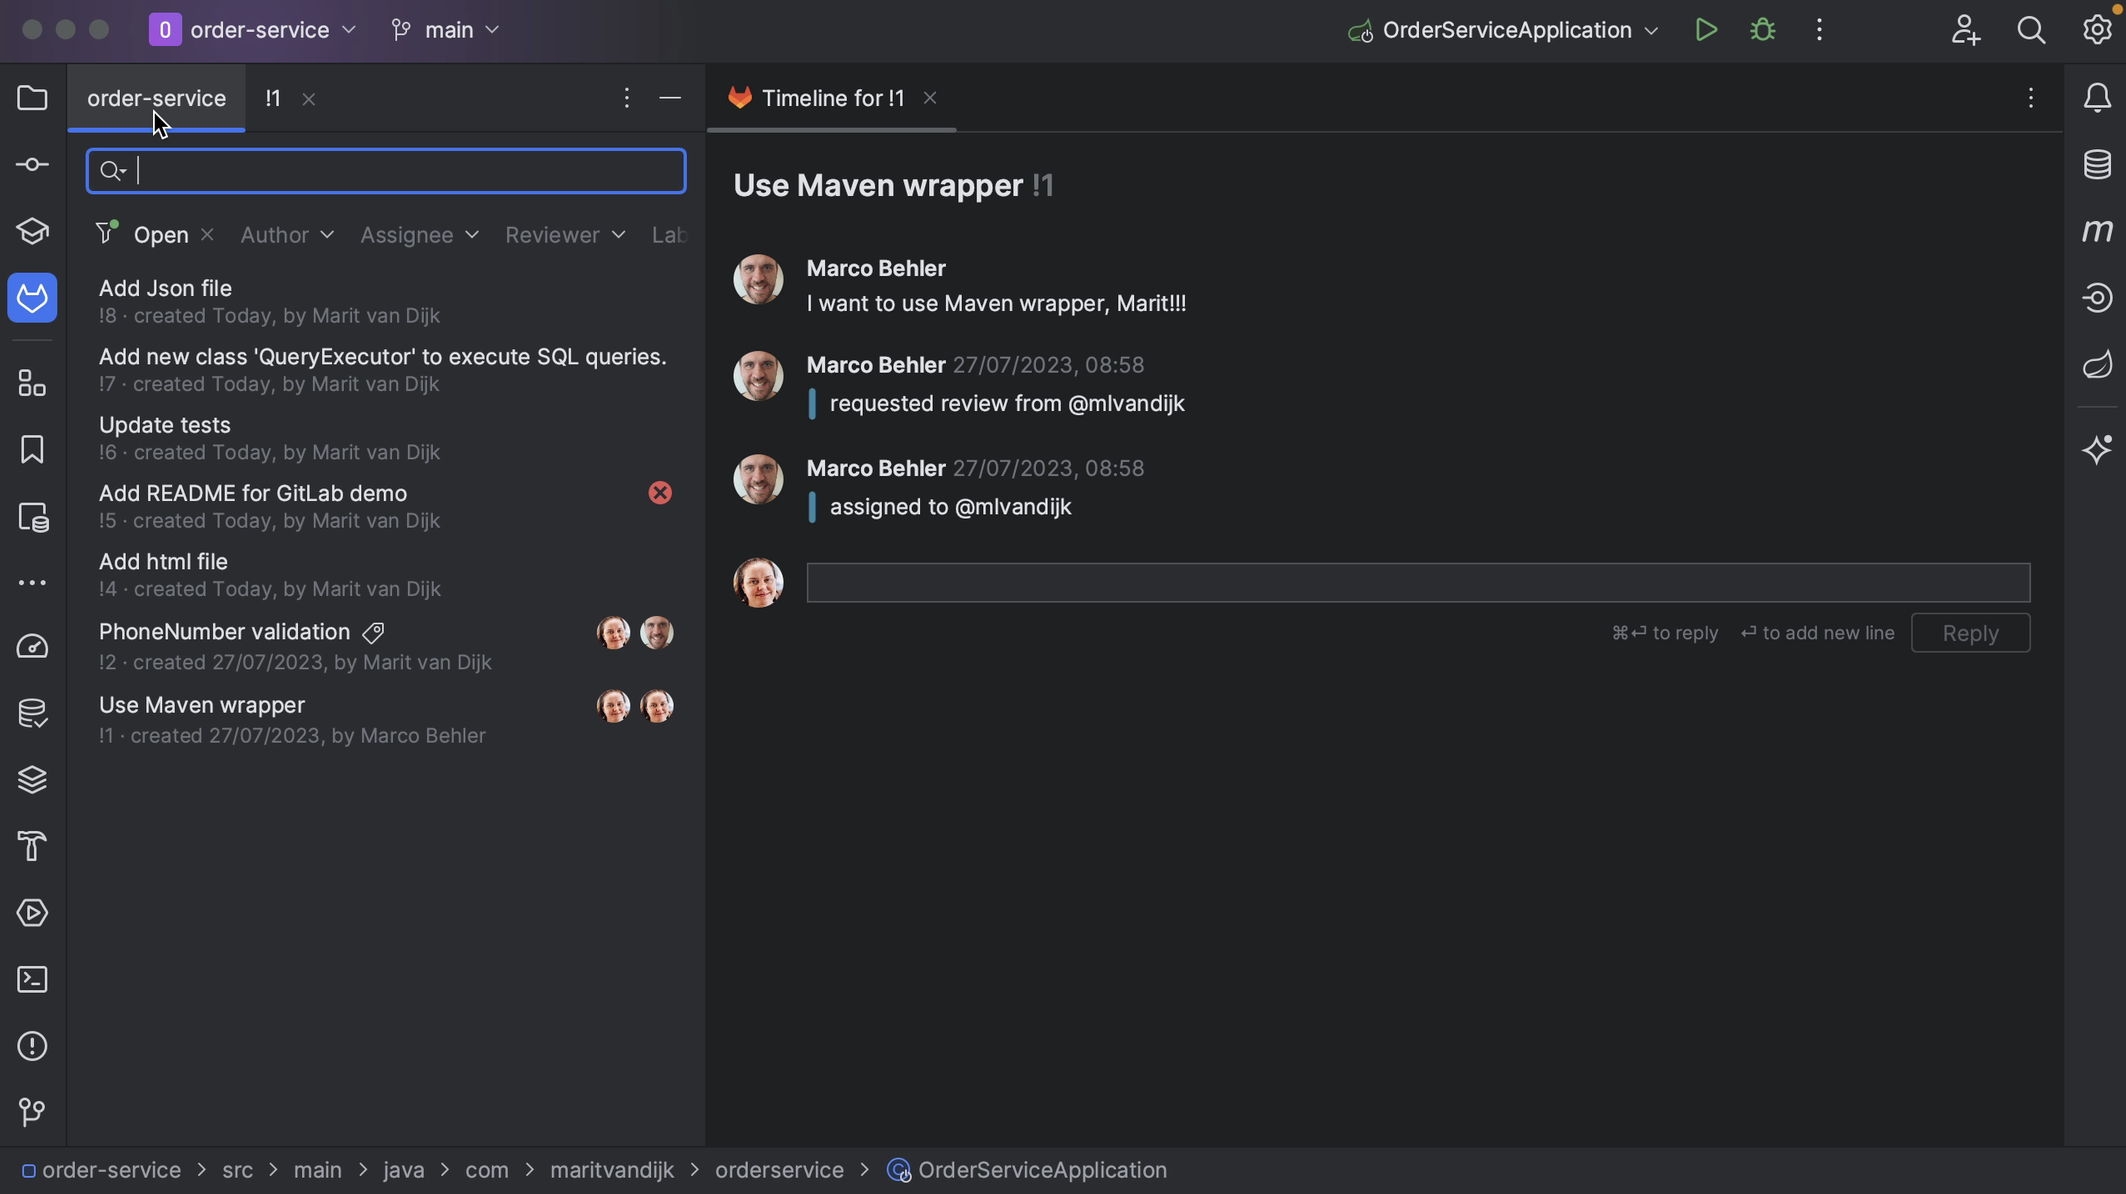 O order-service main OrderServiceApplication
order-service !1
Timeline for !1
Open Author Assignee Reviewer Lab
Add Json file
!8 · created Today, by Marit van Dijk
Add new class 'QueryExecutor' to execute SQL queries.
!7 · created Today, by Marit van Dijk
Update tests
!6 · created Today, by Marit van Dijk
Add README for GitLab demo
!5 · created Today, by Marit van Dijk
Add html file
!4 · created Today, by Marit van Dijk
PhoneNumber validation
!2 · created 27/07/2023, by Marit van Dijk
Use Maven wrapper
!1 · created 27/07/2023, by Marco Behler
Use Maven wrapper !1
Marco Behler
I want to use Maven wrapper, Marit!!!
Marco Behler 27/07/2023, 08:58
requested review from @mlvandijk
Marco Behler 27/07/2023, 08:58
assigned to @mlvandijk
⌘⏎ to reply ⏎ to add new line Reply
order-service > src > main > java > com > maritvandijk > orderservice > OrderServiceApplication